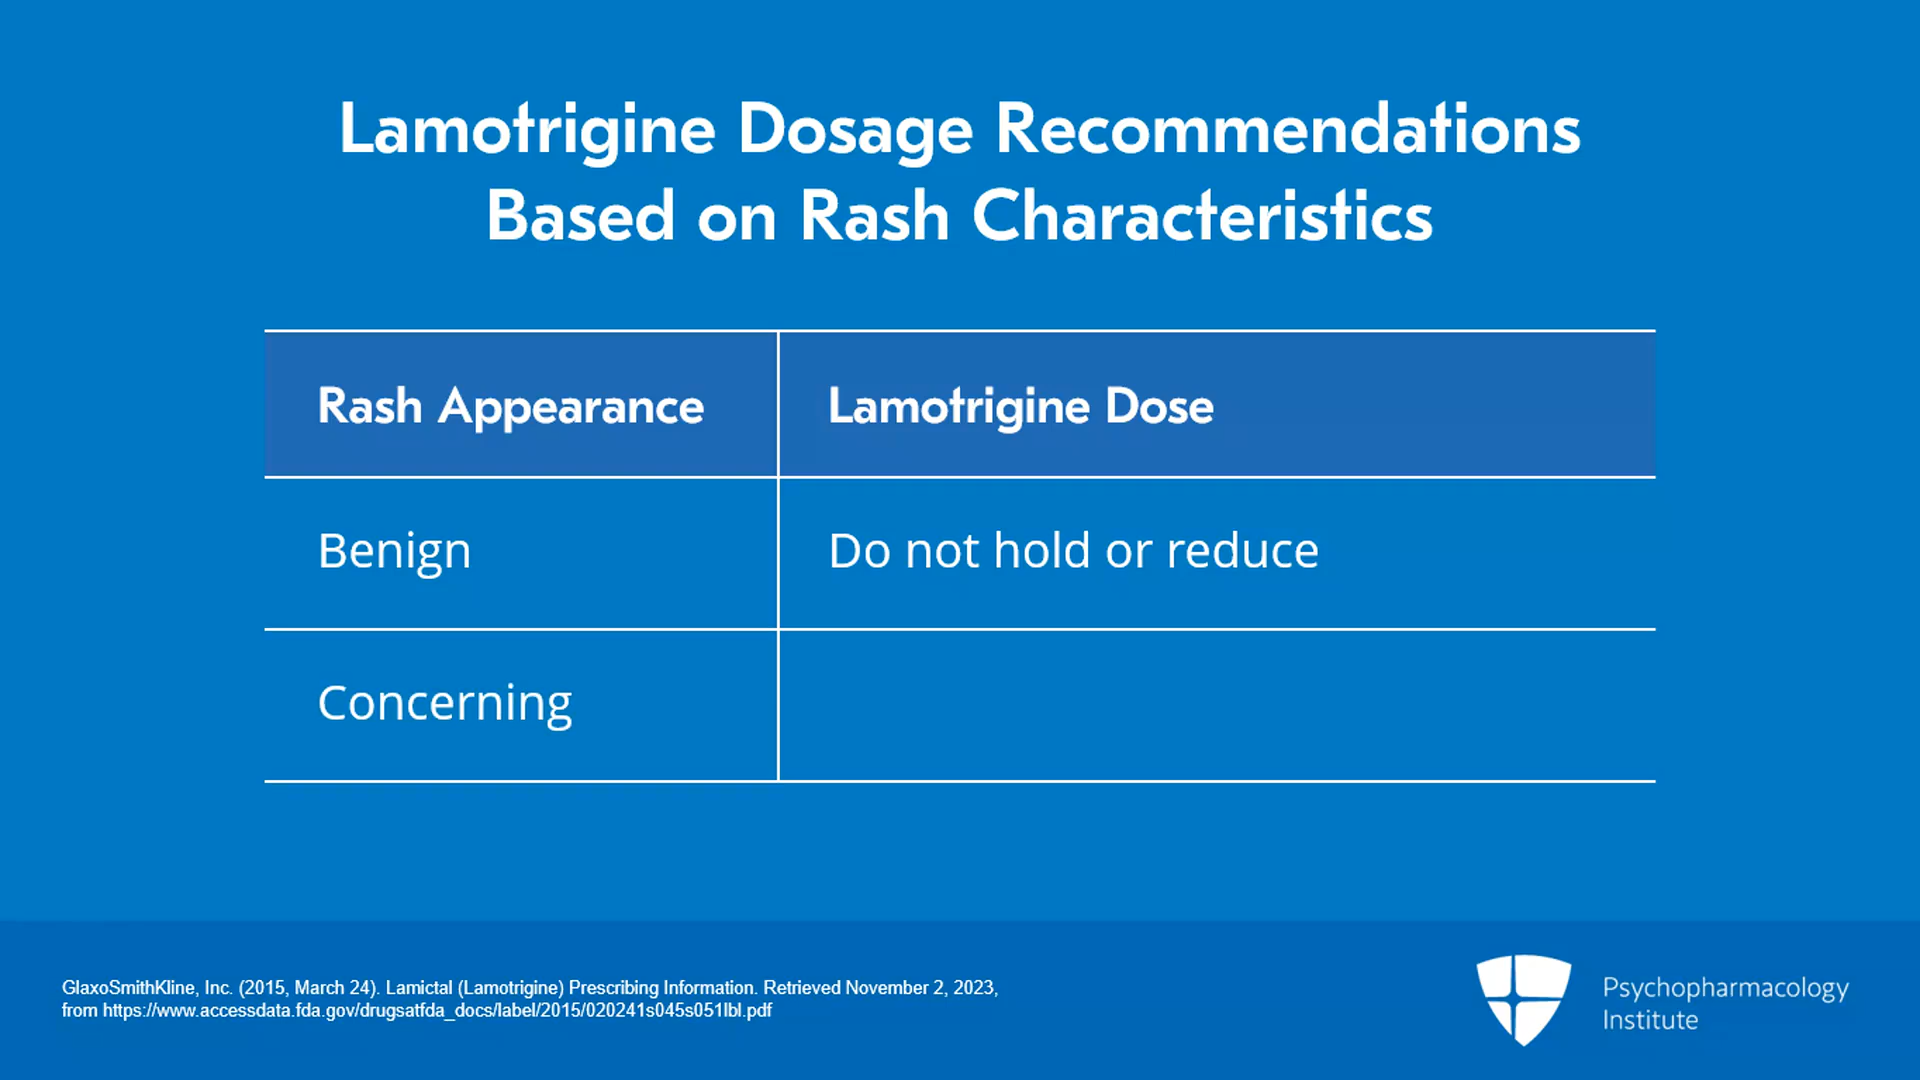 Lamotrigine Dosage Recommendations
Based on Rash Characteristics
Rash Appearance
Lamotrigine Dose
Benign
Do not hold or reduce
Concerning
GlaxoSmithKline, Inc. (2015, March 24). Lamictal (Lamotrigine) Prescribing Information. Retrieved November 2, 2023,
from https://www.accessdata.fda.gov/drugsatfda_docs/label/2015/020241s045s051lbl.pdf
Psychopharmacology
Institute